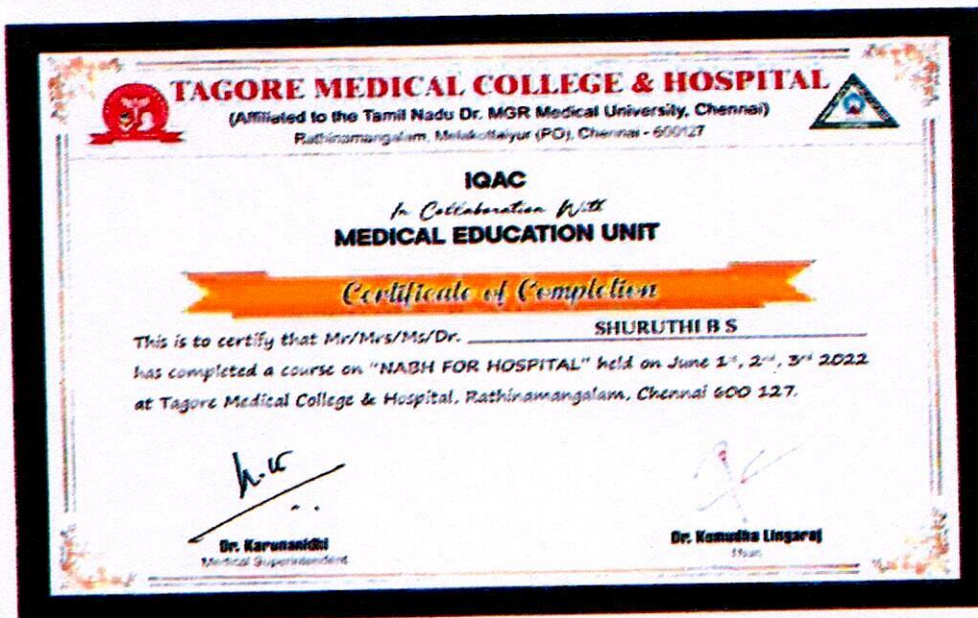 TAGORE MEDICAL COLLEGE & HOSPITAL
(Affiliated to the Tamil Nadu Dr. MGR Medical University, Chennai)
Rathinamangalam, Melakottaiyur (PO), Chennai - 600127
IQAC
In Collaboration With
MEDICAL EDUCATION UNIT
Certificate of Completion
This is to certify that Mr/Mrs/Ms/Dr. SHURUTHI B S
has completed a course on "NABH FOR HOSPITAL" held on June 1st, 2nd, 3rd 2022
at Tagore Medical College & Hospital, Rathinamangalam, Chennai 600 127.
Dr. Karunanidhi
Medical Superintendent
Dr. Komudha Lingaraj
Dean